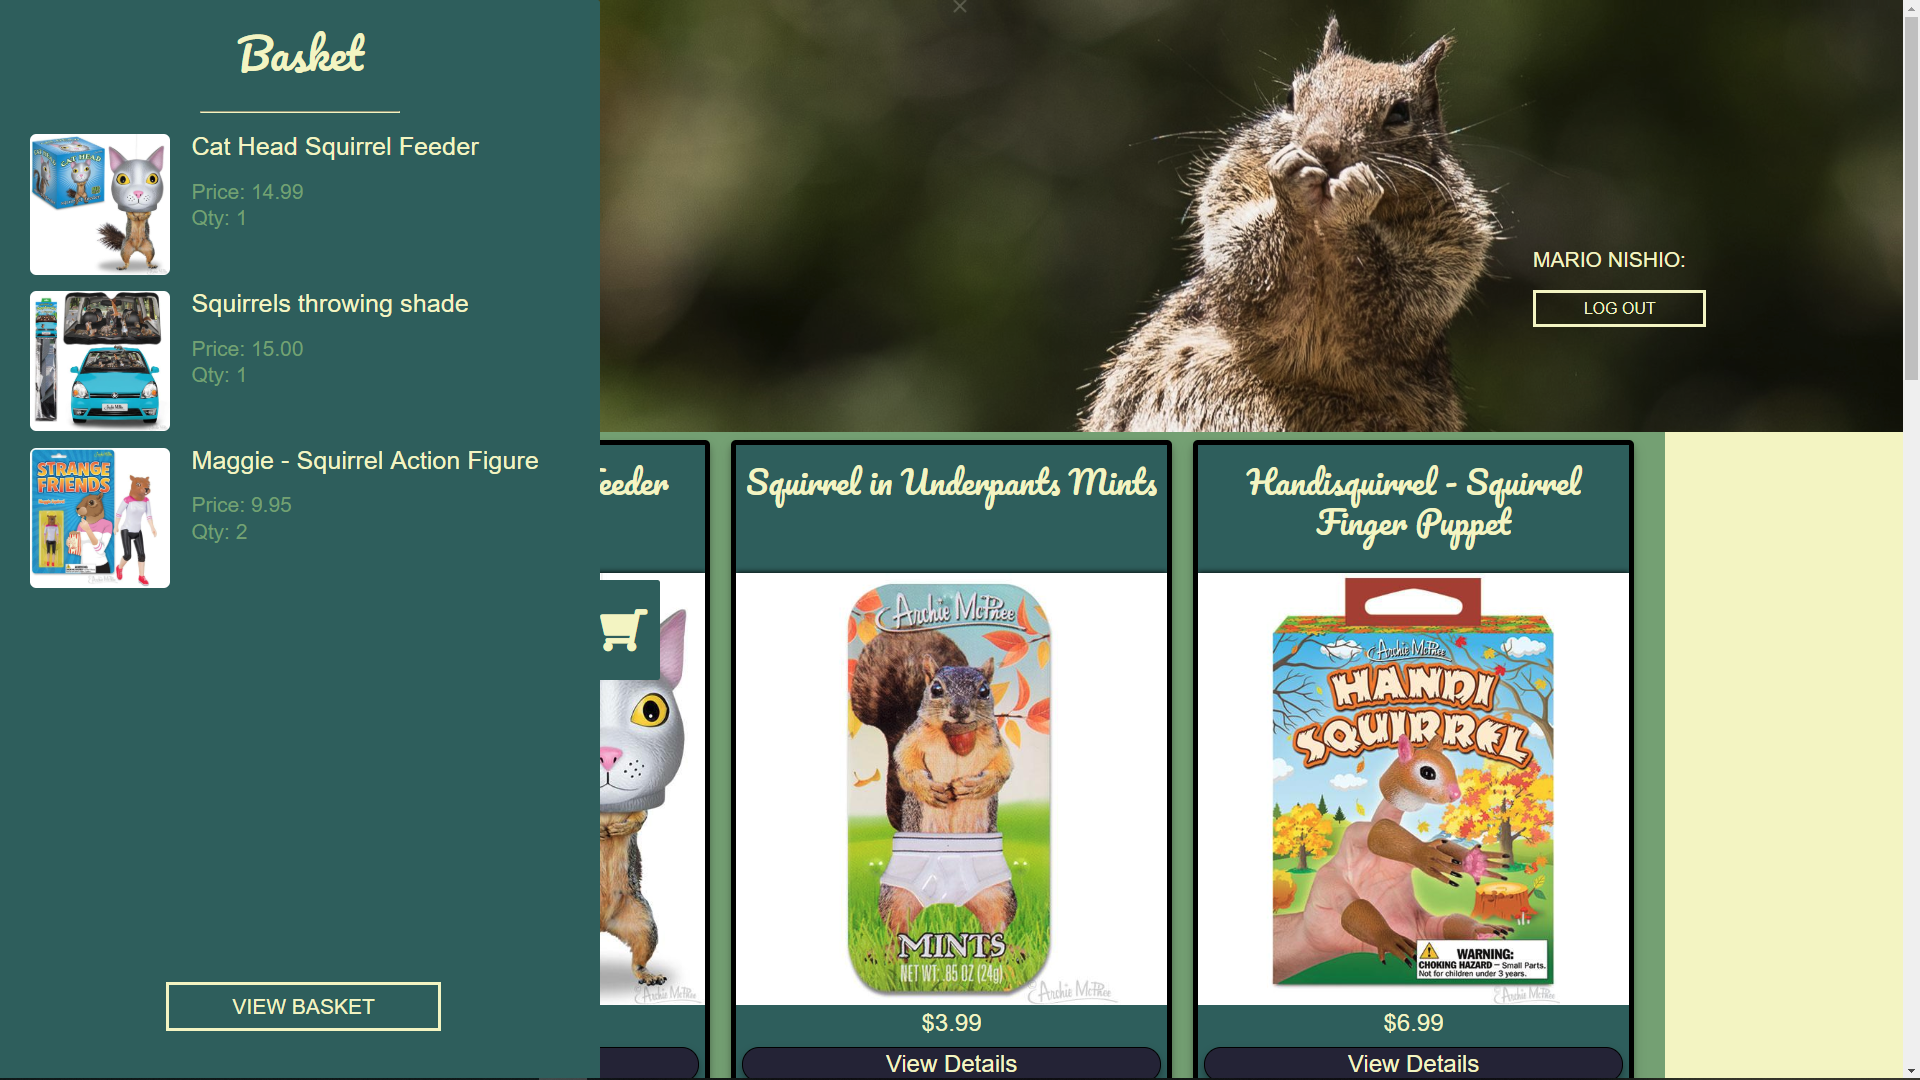 Basket
Cat Head Squirrel Feeder
Price: 14.99
Qty: 1
Squirrels throwing shade
Price: 15.00
Qty: 1
STRANGE
FRIENDS
Maggie - Squirrel Action Figure
Price: 9.95
Qty: 2
VIEW BASKET
MARIO NISHIO:
LOG OUT
eeder
Archie McPhee
Squirrel in Underpants Mints
Archie McPhee
MINTS
NET WT. .85 OZ (24g)
Archie McPhee
$3.99
View Details
Handisquirrel - Squirrel
Finger Puppet
Archie McPhee
HANDI
SQUIRREL
WARNING:
CHOKING HAZARD – Small Parts.
Not for children under 3 years.
Archie McPhee
$6.99
View Details